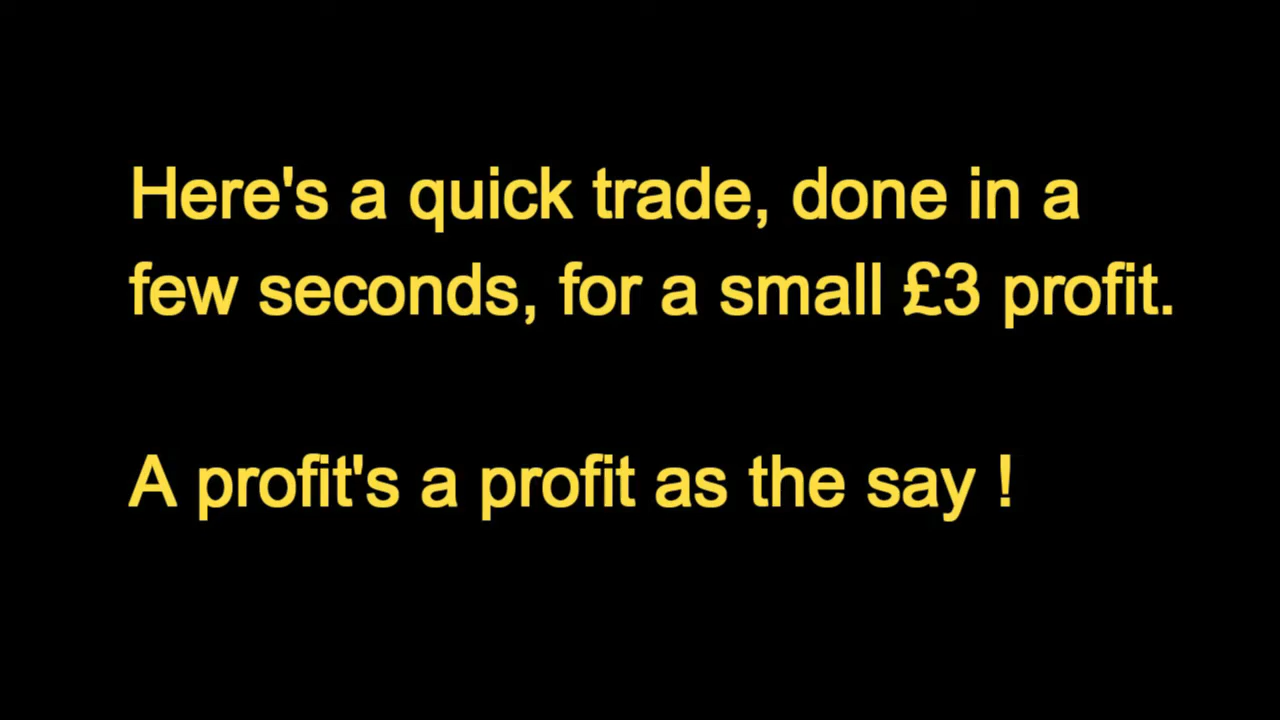 Here's a quick trade, done in a
few seconds, for a small £3 profit.
A profit's a profit as the say !